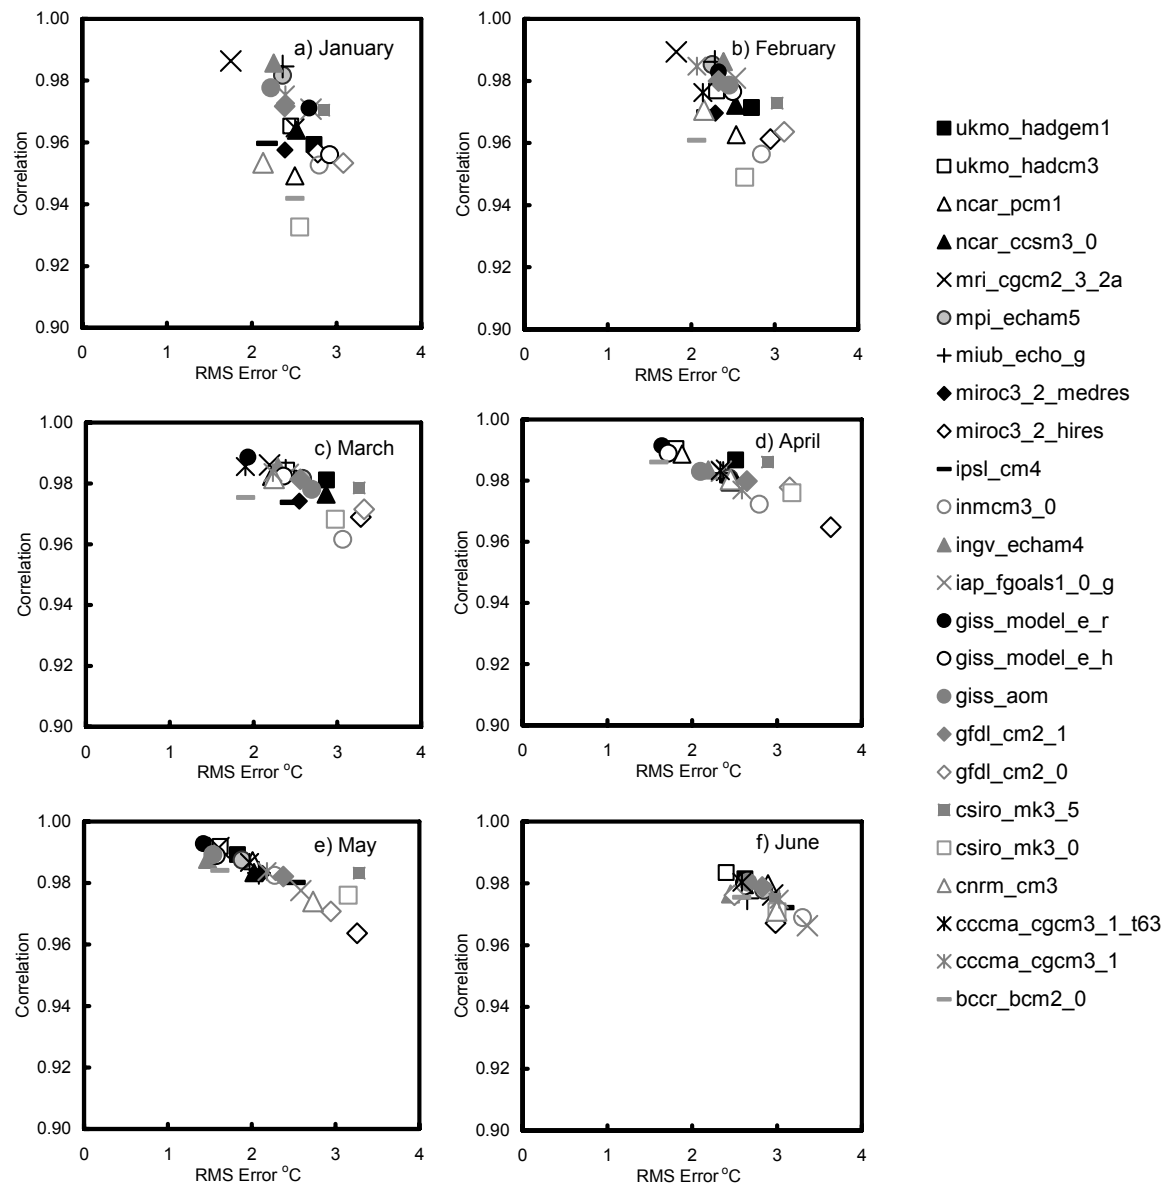 a) January
Correlation
1.00
0.98
0.96
0.94
0.92
0.90
0 1 2 3 4
RMS Error °C
b) February
Correlation
1.00
0.98
0.96
0.94
0.92
0.90
0 1 2 3 4
RMS Error °C
c) March
Correlation
1.00
0.98
0.96
0.94
0.92
0.90
0 1 2 3 4
RMS Error °C
d) April
Correlation
1.00
0.98
0.96
0.94
0.92
0.90
0 1 2 3 4
RMS Error °C
e) May
Correlation
1.00
0.98
0.96
0.94
0.92
0.90
0 1 2 3 4
RMS Error °C
f) June
Correlation
1.00
0.98
0.96
0.94
0.92
0.90
0 1 2 3 4
RMS Error °C
ukmo_hadgem1
ukmo_hadcm3
ncar_pcm1
ncar_ccsm3_0
mri_cgcm2_3_2a
mpi_echam5
miub_echo_g
miroc3_2_medres
miroc3_2_hires
ipsl_cm4
inmcm3_0
ingv_echam4
iap_fgoals1_0_g
giss_model_e_r
giss_model_e_h
giss_aom
gfdl_cm2_1
gfdl_cm2_0
csiro_mk3_5
csiro_mk3_0
cnrm_cm3
cccma_cgcm3_1_t63
cccma_cgcm3_1
bccr_bcm2_0